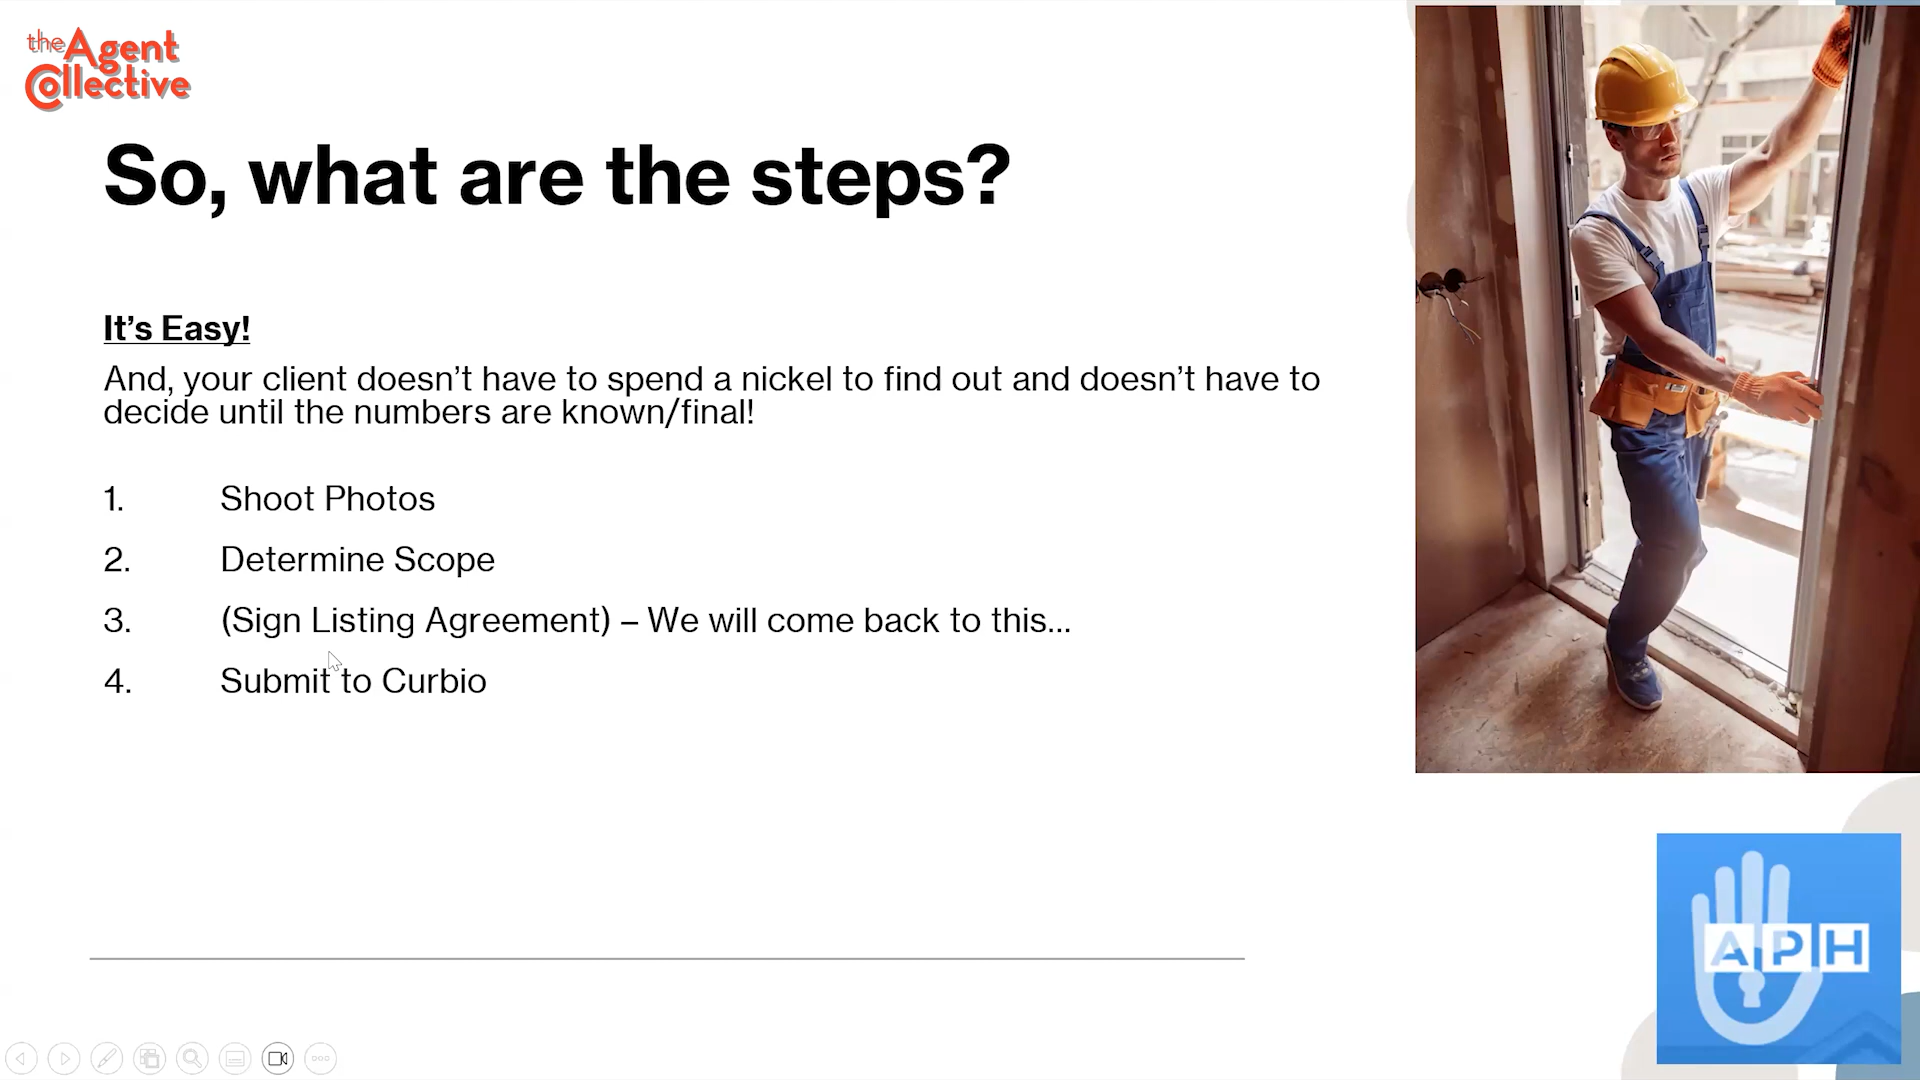 the Agent
Collective
So, what are the steps?
It’s Easy!
And, your client doesn’t have to spend a nickel to find out and doesn’t have to
decide until the numbers are known/final!
1. Shoot Photos
2. Determine Scope
3. (Sign Listing Agreement) – We will come back to this...
4. Submit to Curbio
APH